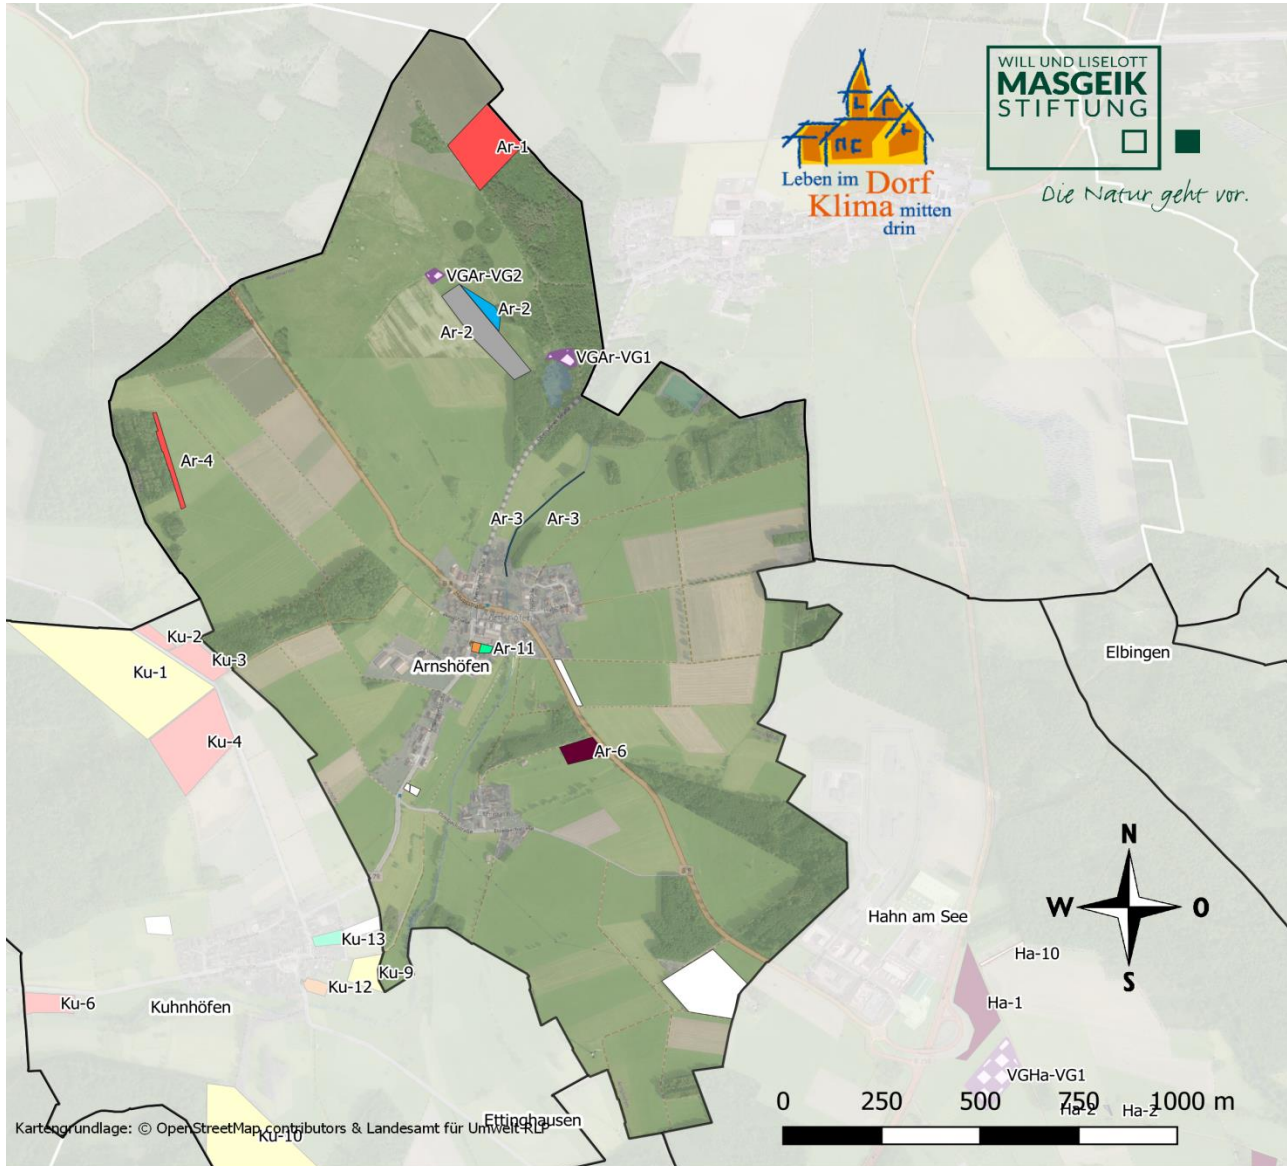 WILL UND LISELOTT
MASGEIK
STIFTUNG
Die Natur geht vor.
Leben im Dorf
Klima mitten
drin
Ar-1
VGAr-VG2
Ar-2
Ar-2
VGAr-VG1
Ar-4
Ar-3
Ar-3
Ku-2
Ku-3
Ku-1
Ar-11
Arnshöfen
Elbingen
Ku-4
Ar-6
N
W
O
S
Hahn am See
Ku-13
Ku-9
Ku-12
Ku-6
Kuhnhöfen
Ha-10
Ha-1
VGHa-VG1
Ha-2
Ha-2
0 250 500 750 1000 m
Ettinghausen
Kartengrundlage: © OpenStreetMap contributors & Landesamt für Umwelt RLP
Ku-10